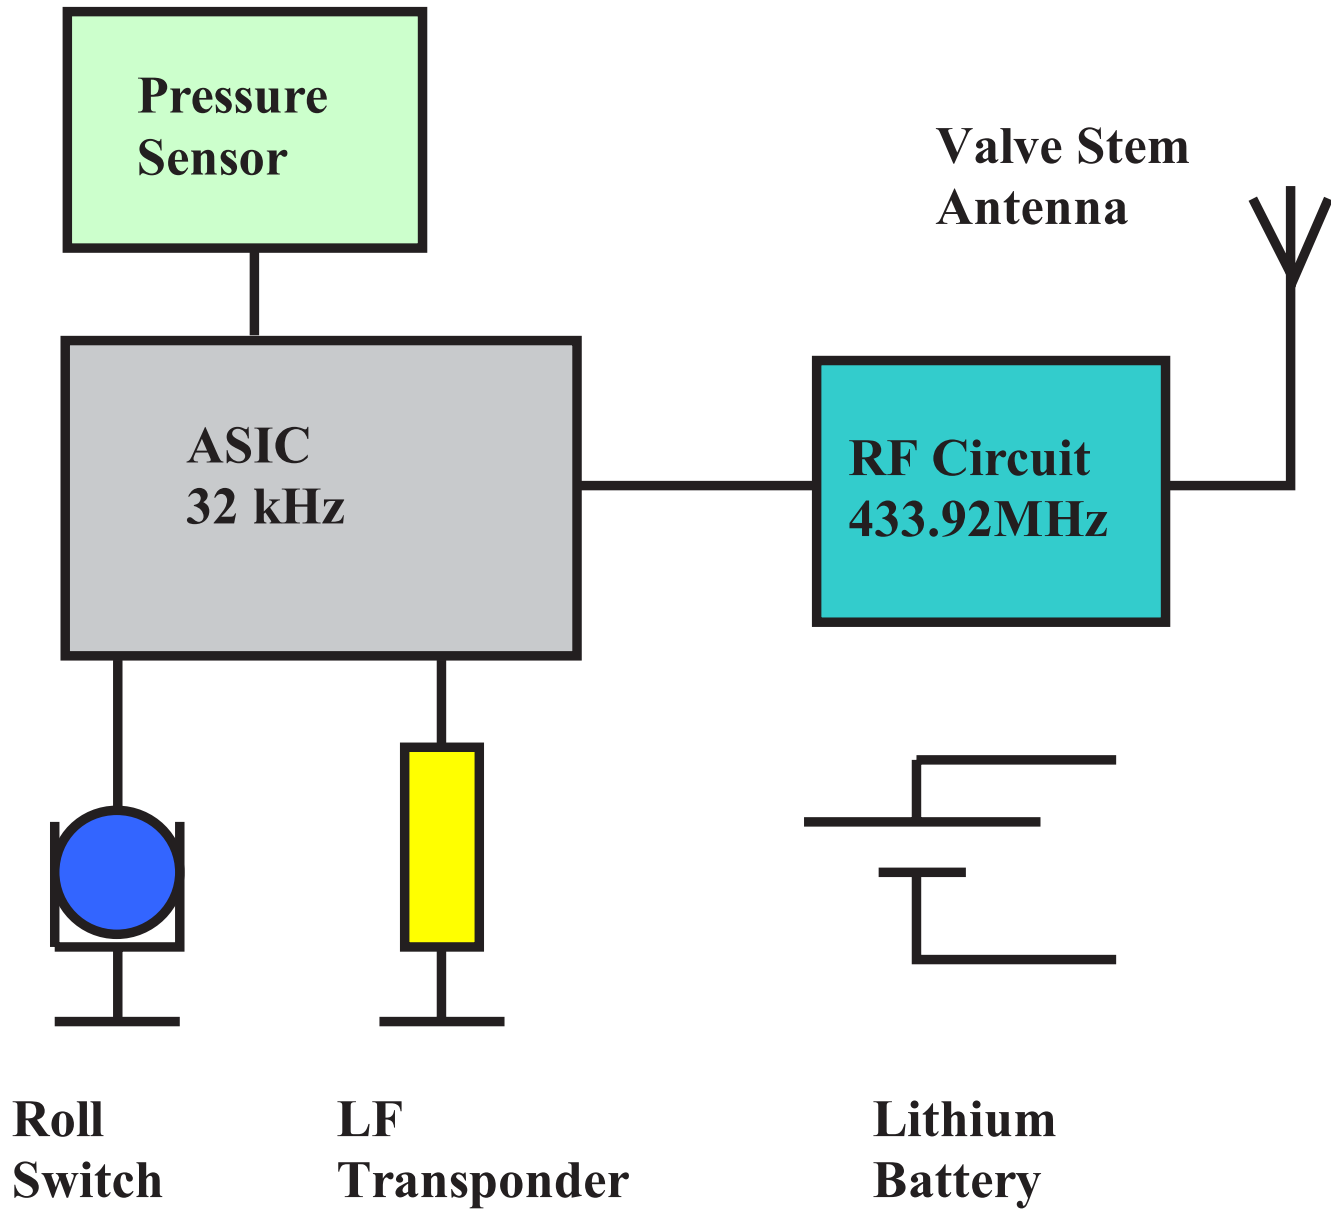 Pressure
Sensor
Valve Stem
Antenna
ASIC
32 kHz
RF Circuit
433.92MHz
Roll
Switch
LF
Transponder
Lithium
Battery